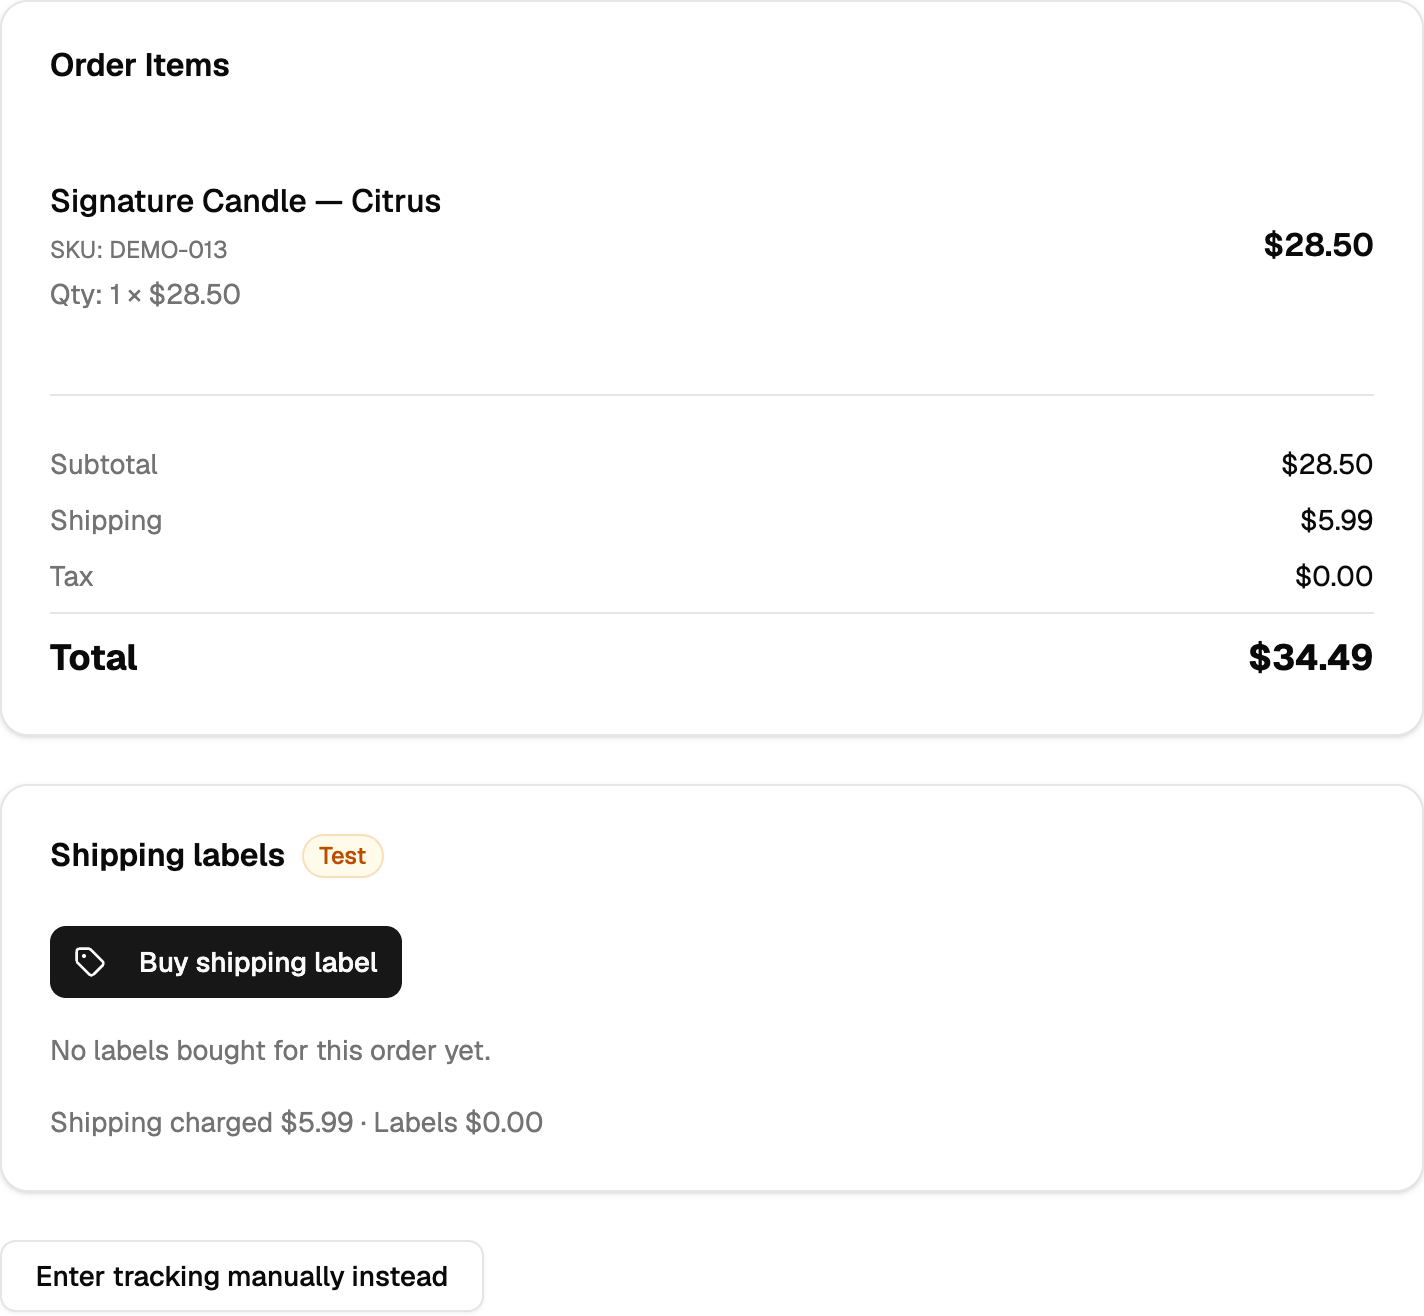 Order Items
Signature Candle — Citrus
SKU: DEMO-013
$28.50
Qty: 1 × $28.50
Subtotal $28.50
Shipping $5.99
Tax $0.00
Total $34.49
Shipping labels Test
Buy shipping label
No labels bought for this order yet.
Shipping charged $5.99 · Labels $0.00
Enter tracking manually instead